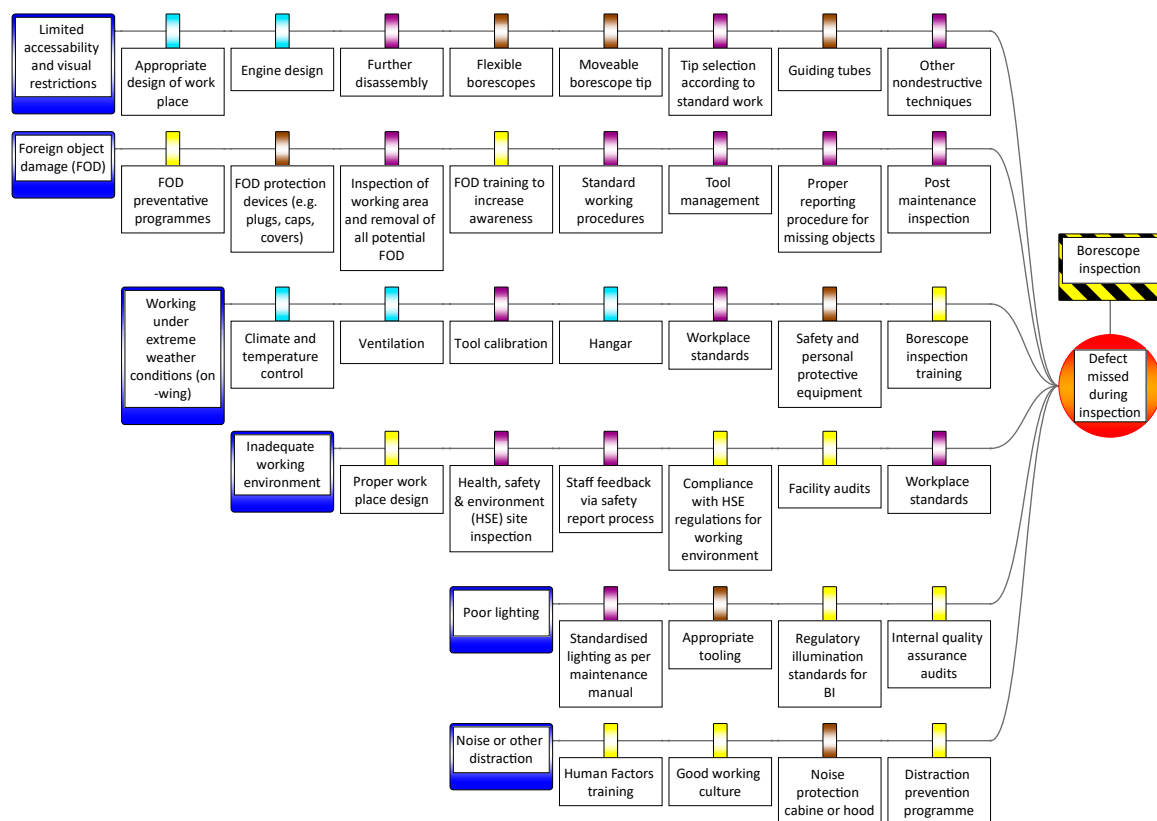 Limited
accessability
and visual
restrictions
Appropriate
design of work
place
Engine design
Further
disassembly
Flexible
borescopes
Moveable
borescope tip
Tip selection
according to
standard work
Guiding tubes
Other
nondestructive
techniques
Foreign object
damage (FOD)
FOD
preventative
programmes
FOD protection
devices (e.g.
plugs, caps,
covers)
Inspection of
working area
and removal of
all potential
FOD
FOD training to
increase
awareness
Standard
working
procedures
Tool
management
Proper
reporting
procedure for
missing objects
Post
maintenance
inspection
Borescope
inspection
Defect
missed
during
inspection
Working
under
extreme
weather
conditions (on
-wing)
Climate and
temperature
control
Ventilation
Tool calibration
Hangar
Workplace
standards
Safety and
personal
protective
equipment
Borescope
inspection
training
Inadequate
working
environment
Proper work
place design
Health, safety
& environment
(HSE) site
inspection
Staff feedback
via safety
report process
Compliance
with HSE
regulations for
working
environment
Facility audits
Workplace
standards
Poor lighting
Standardised
lighting as per
maintenance
manual
Appropriate
tooling
Regulatory
illumination
standards for
BI
Internal quality
assurance
audits
Noise or other
distraction
Human Factors
training
Good working
culture
Noise
protection
cabine or hood
Distraction
prevention
programme